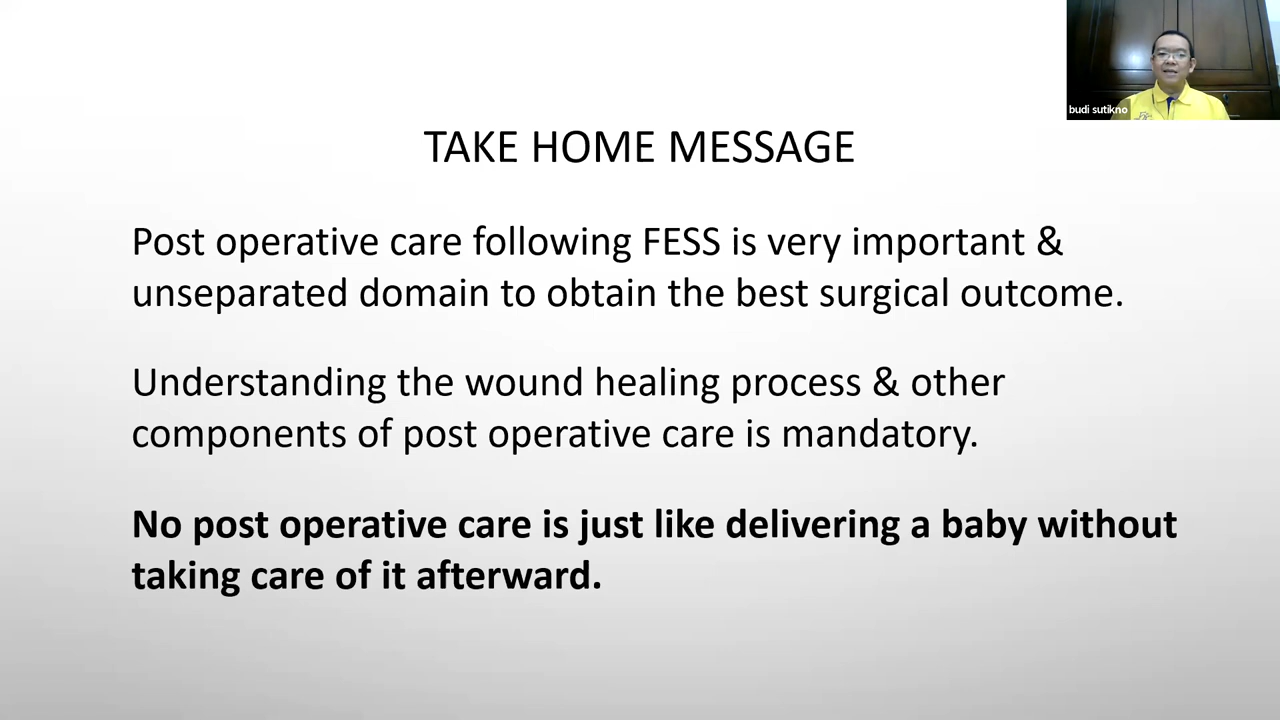 budi sutikno
TAKE HOME MESSAGE
Post operative care following FESS is very important &
unseparated domain to obtain the best surgical outcome.
Understanding the wound healing process & other
components of post operative care is mandatory.
No post operative care is just like delivering a baby without
taking care of it afterward.